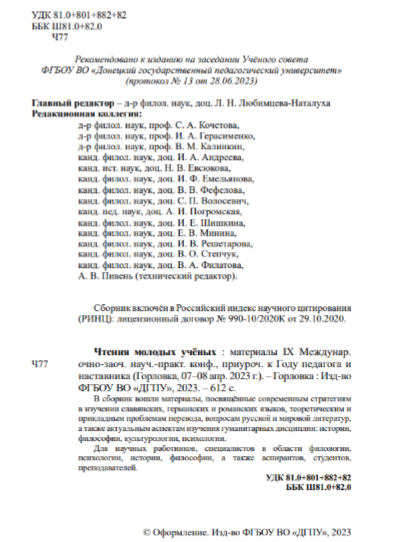 УДК 81.0+801+882+82
ББК Ш81.0+82.0
Ч77
Рекомендовано к изданию на заседании Учёного совета
ФГБОУ ВО «Донецкий государственный педагогический университет»
(протокол № 13 от 28.06.2023)
Главный редактор – д-р филол. наук, доц. Л. Н. Любимцева-Наталуха
Редакционная коллегия:
д-р филол. наук, проф. С. А. Кочетова,
д-р филол. наук, проф. И. А. Герасименко,
д-р филол. наук, проф. В. М. Калинкин,
канд. филол. наук, доц. И. А. Андреева,
канд. ист. наук, доц. Н. В. Евсюкова,
канд. филол. наук, доц. И. Ф. Емельянова,
канд. филол. наук, доц. В. В. Фефелова,
канд. филол. наук, доц. С. П. Волосевич,
канд. пед. наук, доц. А. И. Погромская,
канд. филол. наук, доц. И. Е. Шишкина,
канд. филол. наук, доц. Е. В. Минина,
канд. филол. наук, доц. И. В. Решетарова,
канд. филол. наук, доц. В. О. Степчук,
канд. филол. наук, доц. В. А. Филатова,
А. В. Пивень (технический редактор).
Сборник включён в Российский индекс научного цитирования
(РИНЦ): лицензионный договор № 990-10/2020К от 29.10.2020.
Чтения молодых учёных : материалы IX Междунар.
Ч77 очно-заоч. науч.-практ. конф., приуроч. к Году педагога и
наставника (Горловка, 07–08 апр. 2023 г.). – Горловка : Изд-во
ФГБОУ ВО «ДГПУ», 2023. – 612 с.
В сборник вошли материалы, посвящённые современным стратегиям
в изучении славянских, германских и романских языков, теоретическим и
прикладным проблемам перевода, вопросам русской и мировой литератур,
а также актуальным аспектам изучения гуманитарных дисциплин: истории,
философии, культурологии, психологии.
Для научных работников, специалистов в области филологии,
психологии, истории, философии, а также аспирантов, студентов,
преподавателей.
УДК 81.0+801+882+82
ББК Ш81.0+82.0
© Оформление. Изд-во ФГБОУ ВО «ДГПУ», 2023